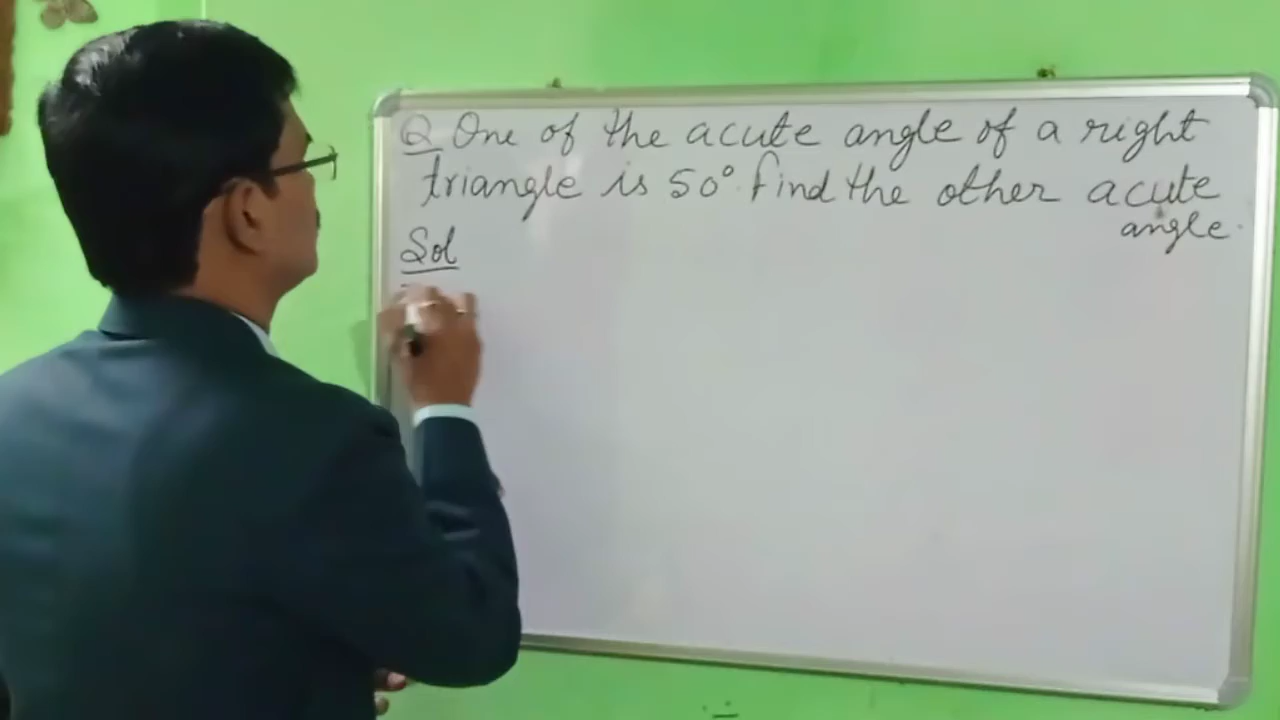 Q One of the acute angle of a right
triangle is 50°. find the other acute
angle.
Sol